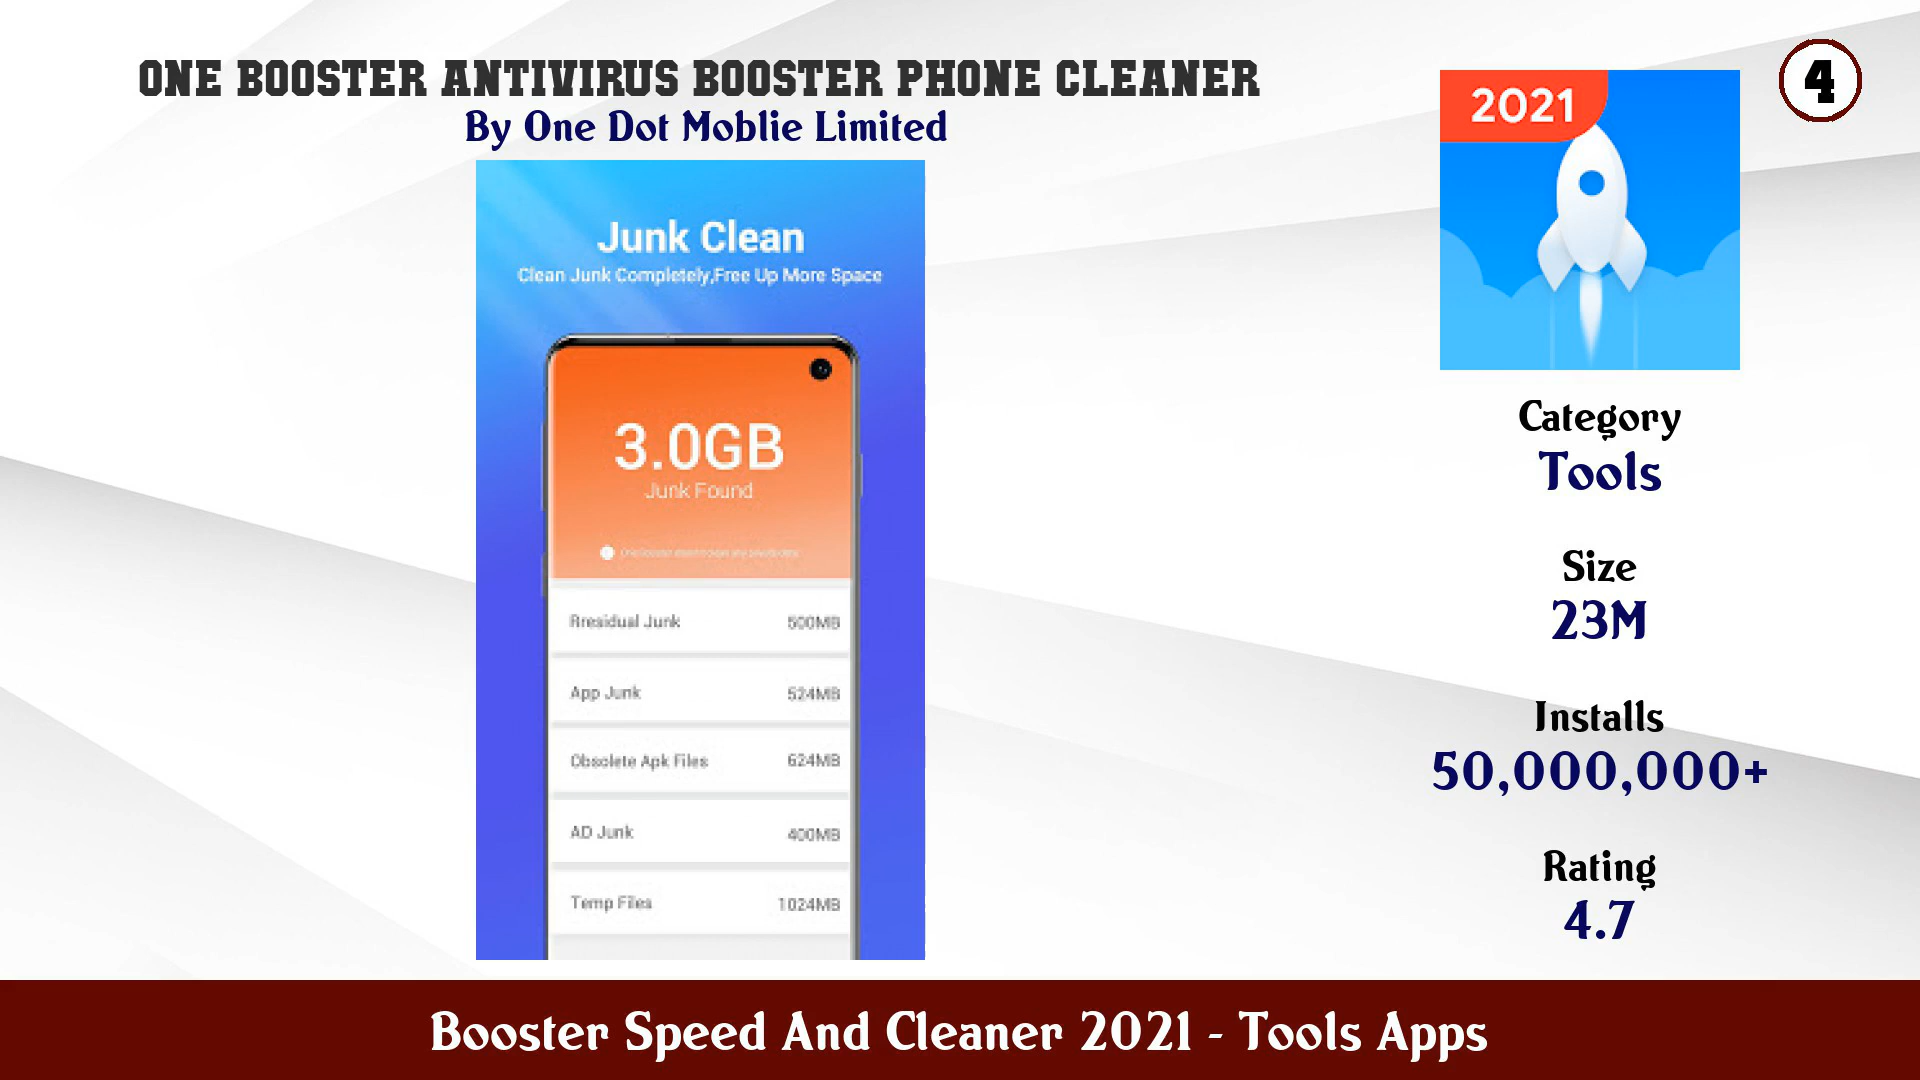 ONE BOOSTER ANTIVIRUS BOOSTER PHONE CLEANER
By One Dot Moblie Limited
2021
4
Junk Clean
Clean Junk Completely,Free Up More Space
3.0GB
Junk Found
Rresidual Junk 500MB
App Junk 524MB
Obsolete Apk Files 624MB
AD Junk 400MB
Temp Files 1024MB
Category
Tools
Size
23M
Installs
50,000,000+
Rating
4.7
Booster Speed And Cleaner 2021 - Tools Apps